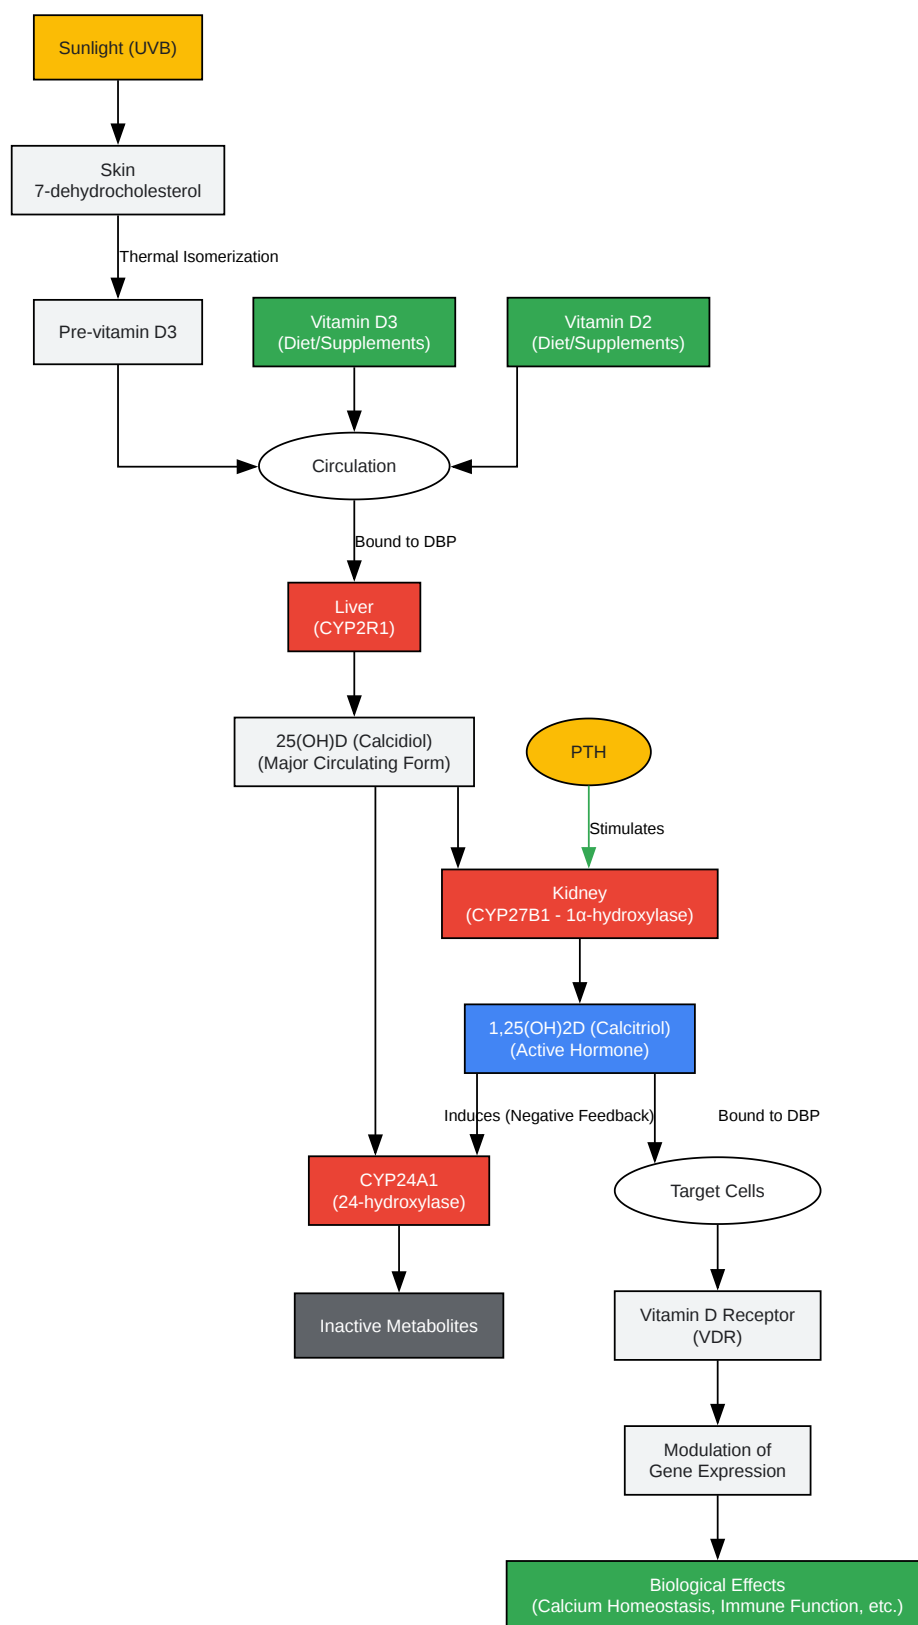 Sunlight (UVB)
Skin
7-dehydrocholesterol
Thermal Isomerization
Pre-vitamin D3
Vitamin D3
(Diet/Supplements)
Vitamin D2
(Diet/Supplements)
Circulation
Bound to DBP
Liver
(CYP2R1)
25(OH)D (Calcidiol)
(Major Circulating Form)
PTH
Stimulates
Kidney
(CYP27B1 - 1α-hydroxylase)
1,25(OH)2D (Calcitriol)
(Active Hormone)
Induces (Negative Feedback)
Bound to DBP
CYP24A1
(24-hydroxylase)
Target Cells
Inactive Metabolites
Vitamin D Receptor
(VDR)
Modulation of
Gene Expression
Biological Effects
(Calcium Homeostasis, Immune Function, etc.)